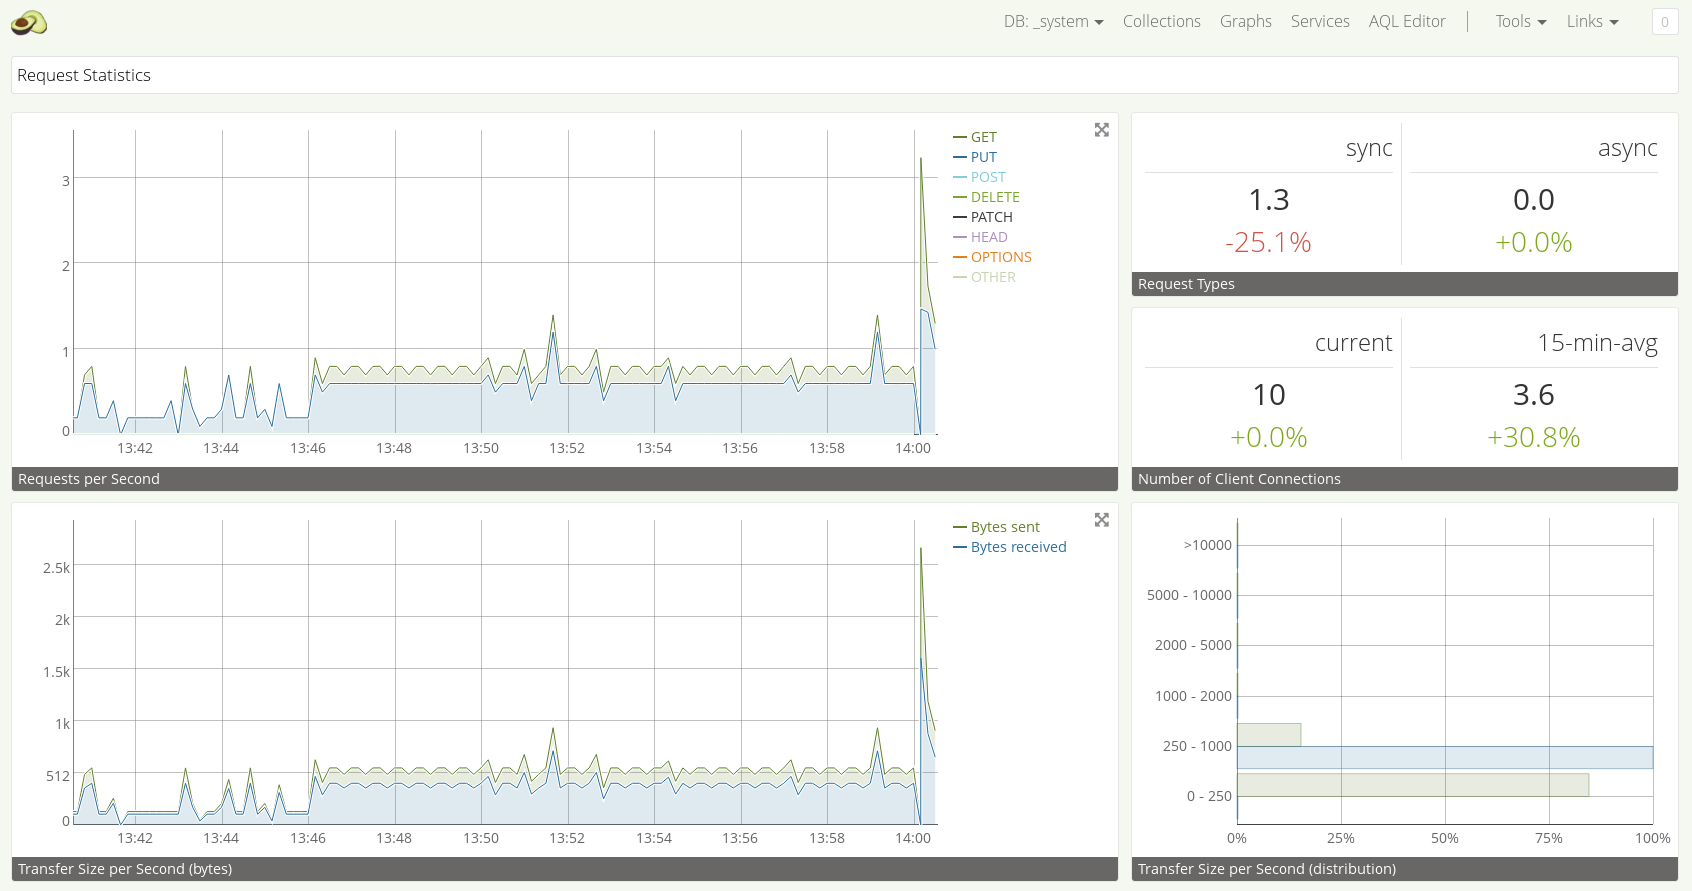 DB: _system Collections Graphs Services AQL Editor Tools Links 0
Request Statistics
3
2
1
0
13:42 13:44 13:46 13:48 13:50 13:52 13:54 13:56 13:58 14:00
GET
PUT
POST
DELETE
PATCH
HEAD
OPTIONS
OTHER
Requests per Second
sync async
1.3 0.0
-25.1% +0.0%
Request Types
current 15-min-avg
10 3.6
+0.0% +30.8%
Number of Client Connections
2.5k
2k
1.5k
1k
512
0
13:42 13:44 13:46 13:48 13:50 13:52 13:54 13:56 13:58 14:00
Bytes sent
Bytes received
Transfer Size per Second (bytes)
>10000
5000 - 10000
2000 - 5000
1000 - 2000
250 - 1000
0 - 250
0% 25% 50% 75% 100%
Transfer Size per Second (distribution)